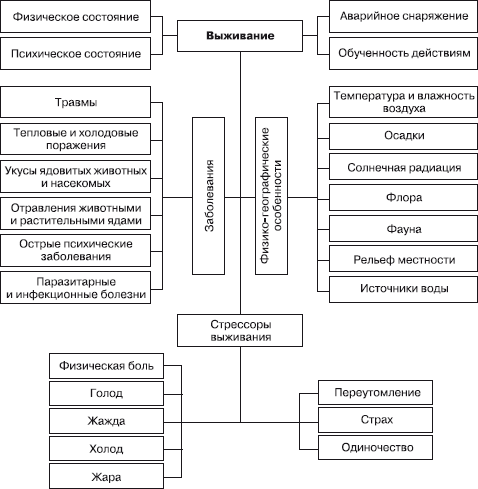 Физическое состояние
Психическое состояние
Выживание
Аварийное снаряжение
Обученность действиям
Травмы
Тепловые и холодовые
поражения
Укусы ядовитых животных
и насекомых
Отравления животными
и растительными ядами
Острые психические
заболевания
Паразитарные
и инфекционные болезни
Заболевания
Физико-географические
особенности
Температура и влажность
воздуха
Осадки
Солнечная радиация
Флора
Фауна
Рельеф местности
Источники воды
Стрессоры
выживания
Физическая боль
Голод
Жажда
Холод
Жара
Переутомление
Страх
Одиночество